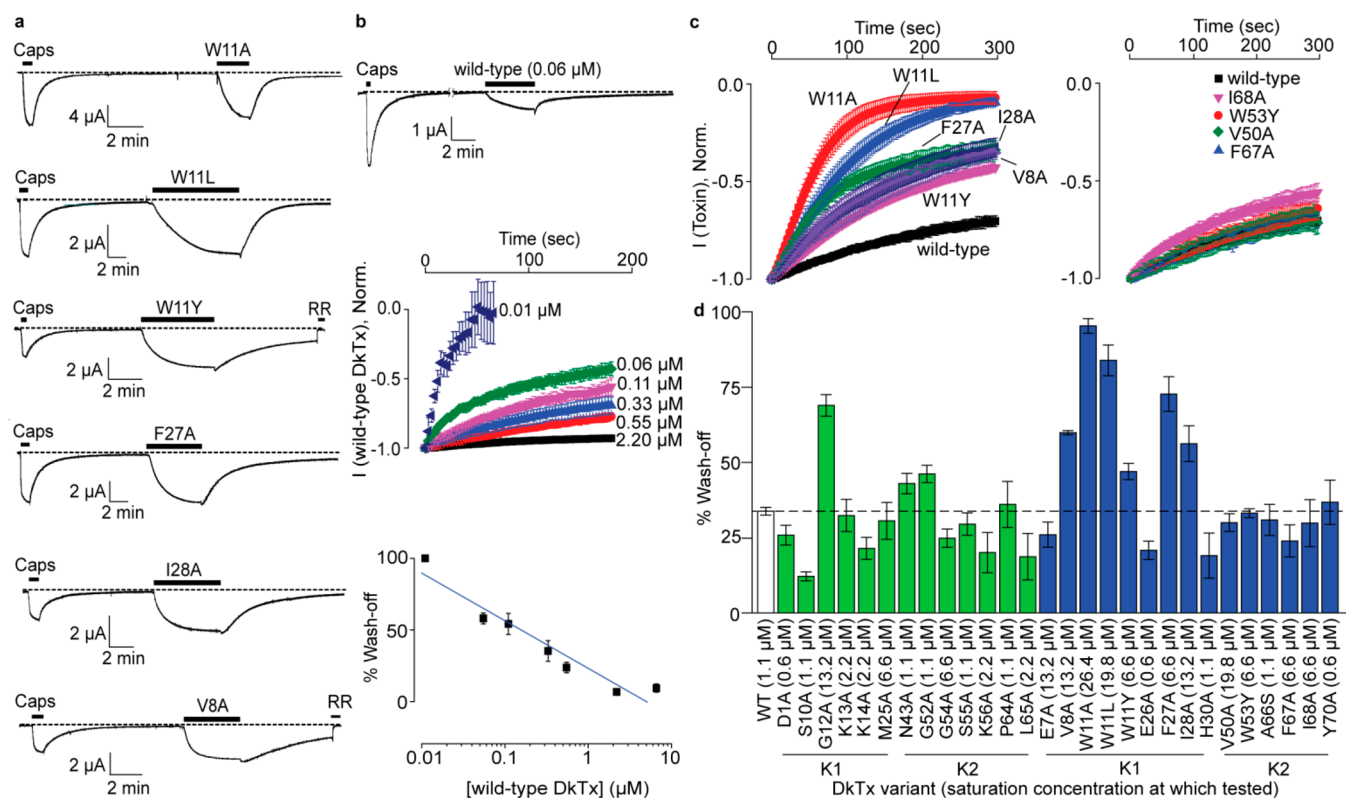 a
Caps
W11A
4 µA
2 min
Caps
W11L
2 µA
2 min
Caps
W11Y
RR
2 µA
2 min
Caps
F27A
2 µA
2 min
Caps
I28A
2 µA
2 min
Caps
V8A
RR
2 µA
2 min
b
Caps
wild-type (0.06 µM)
1 µA
2 min
Time (sec)
0 100 200
I (wild-type DkTx), Norm.
0.0
-0.5
-1.0
0.01 µM
0.06 µM
0.11 µM
0.33 µM
0.55 µM
2.20 µM
% Wash-off
100
50
0
0.01 0.1 1 10
[wild-type DkTx] (µM)
c
Time (sec)
0 100 200 300
I (Toxin), Norm.
0.0
-0.5
-1.0
W11A
W11L
F27A
I28A
V8A
W11Y
wild-type
Time (sec)
0 100 200 300
0.0
-0.5
-1.0
wild-type
I68A
W53Y
V50A
F67A
d
% Wash-off
100
75
50
25
0
WT (1.1 µM)
D1A (0.6 µM)
S10A (1.1 µM)
G12A (13.2 µM)
K13A (2.2 µM)
K14A (2.2 µM)
M25A (6.6 µM)
N43A (1.1 µM)
G52A (1.1 µM)
G54A (6.6 µM)
S55A (1.1 µM)
K56A (2.2 µM)
P64A (1.1 µM)
L65A (2.2 µM)
E7A (13.2 µM)
V8A (13.2 µM)
W11A (26.4 µM)
W11L (19.8 µM)
W11Y (6.6 µM)
E26A (0.6 µM)
F27A (6.6 µM)
I28A (13.2 µM)
H30A (1.1 µM)
V50A (19.8 µM)
W53Y (6.6 µM)
A66S (1.1 µM)
F67A (6.6 µM)
I68A (6.6 µM)
Y70A (0.6 µM)
K1 K2 K1 K2
DkTx variant (saturation concentration at which tested)